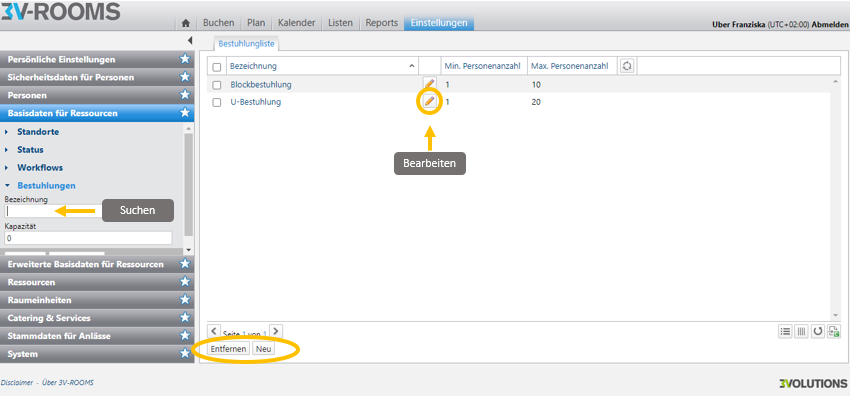 3V-ROOMS
Buchen Plan Kalender Listen Reports Einstellungen
Uber Franziska (UTC+02:00) Abmelden
Persönliche Einstellungen
Sicherheitsdaten für Personen
Personen
Basisdaten für Ressourcen
Standorte
Status
Workflows
Bestuhlungen
Bezeichnung
Suchen
Kapazität
0
Erweiterte Basisdaten für Ressourcen
Ressourcen
Raumeinheiten
Catering & Services
Stammdaten für Anlässe
System
Bestuhlungliste
Bezeichnung Min. Personenanzahl Max. Personenanzahl
Blockbestuhlung 1 10
U-Bestuhlung 1 20
Bearbeiten
Seite 1 von 1
Entfernen Neu
Disclaimer - Über 3V-ROOMS
3VOLUTIONS